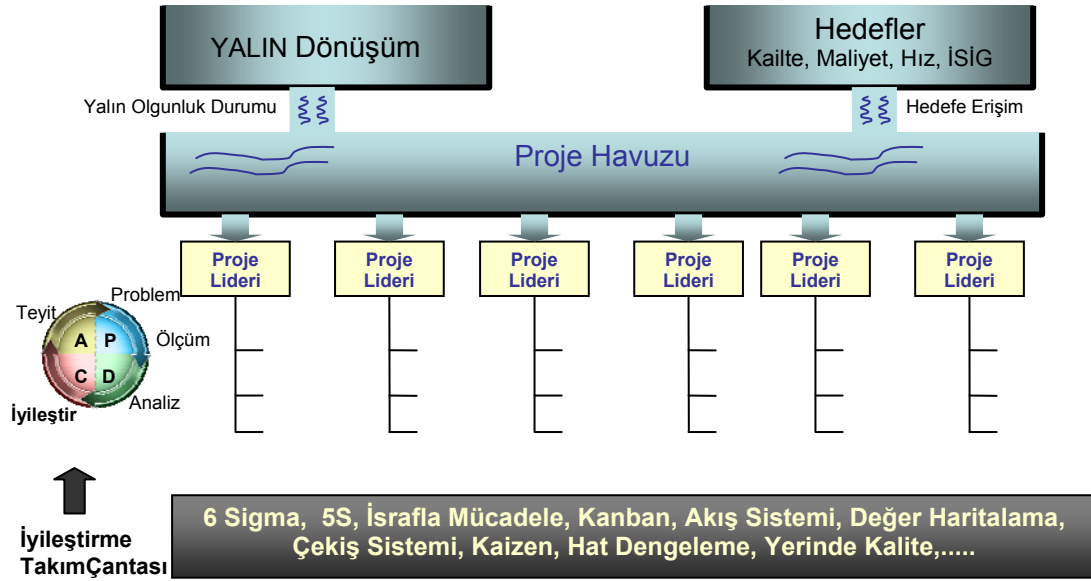 YALIN Dönüşüm
Hedefler
Kailte, Maliyet, Hız, İSİG
Yalın Olgunluk Durumu
Hedefe Erişim
Proje Havuzu
Proje
Lideri
Proje
Lideri
Proje
Lideri
Proje
Lideri
Proje
Lideri
Proje
Lideri
Problem
Teyit
Ölçüm
A P
C D
Analiz
İyileştir
İyileştirme
TakımÇantası
6 Sigma, 5S, İsrafla Mücadele, Kanban, Akış Sistemi, Değer Haritalama,
Çekiş Sistemi, Kaizen, Hat Dengeleme, Yerinde Kalite,.....